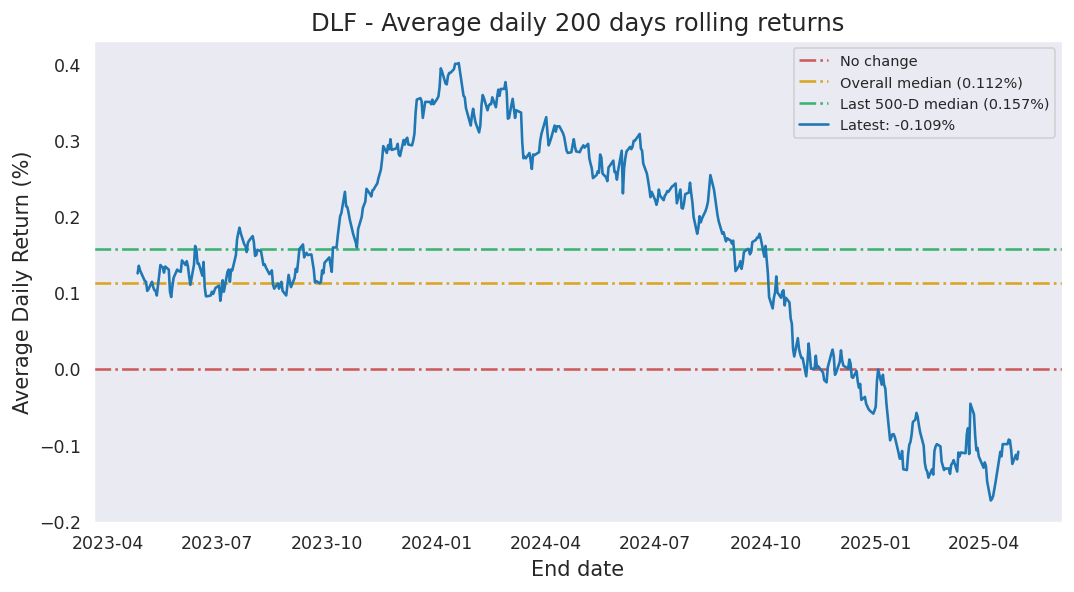 DLF - Average daily 200 days rolling returns
No change
Overall median (0.112%)
Last 500-D median (0.157%)
Latest: -0.109%
Average Daily Return (%)
0.4
0.3
0.2
0.1
0.0
−0.1
−0.2
2023-04 2023-07 2023-10 2024-01 2024-04 2024-07 2024-10 2025-01 2025-04
End date